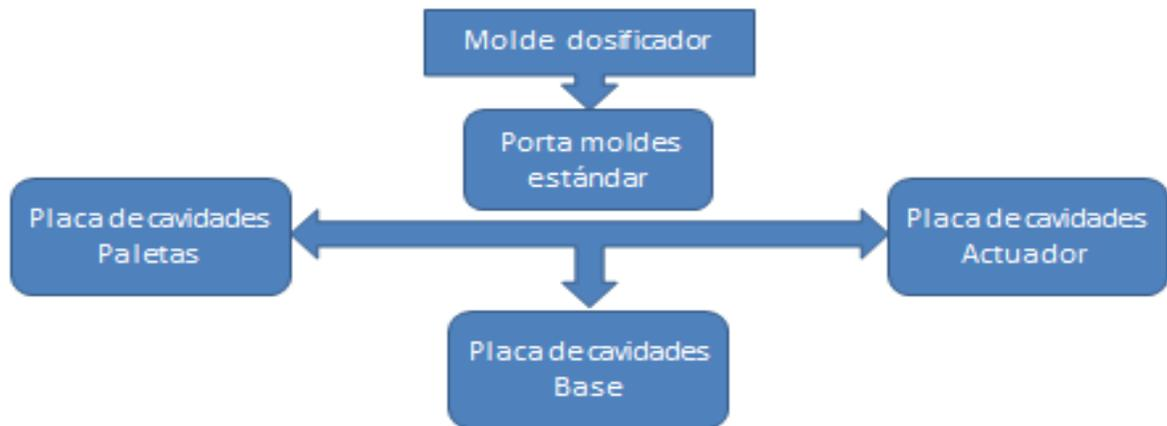 Molde dosificador
Porta moldes
estándar
Placa de cavidades
Paletas
Placa de cavidades
Actuador
Placa de cavidades
Base